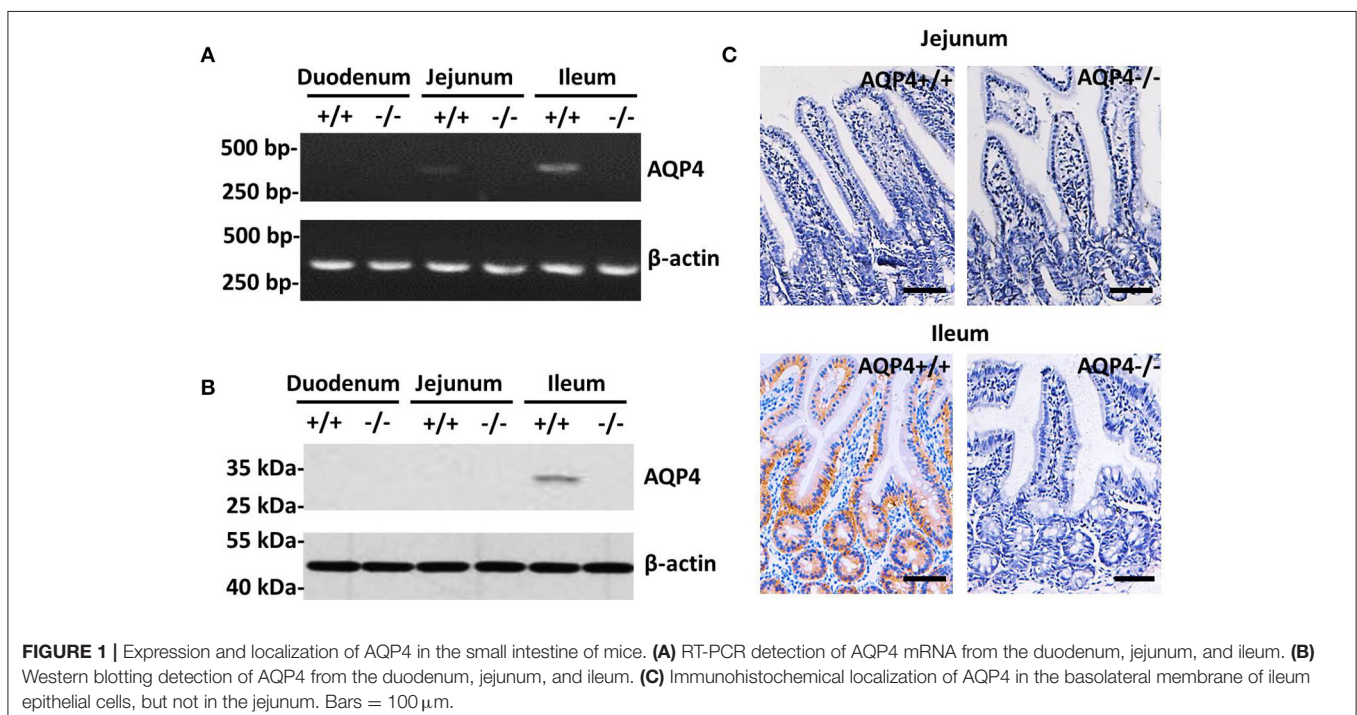 A
Duodenum Jejunum Ileum
+/+ -/- +/+ -/- +/+ -/-
500 bp-
AQP4
250 bp-
500 bp-
β-actin
250 bp-
B
Duodenum Jejunum Ileum
+/+ -/- +/+ -/- +/+ -/-
35 kDa-
AQP4
25 kDa-
55 kDa-
β-actin
40 kDa-
C
Jejunum
AQP4+/+ AQP4-/-
Ileum
AQP4+/+ AQP4-/-
FIGURE 1 | Expression and localization of AQP4 in the small intestine of mice. (A) RT-PCR detection of AQP4 mRNA from the duodenum, jejunum, and ileum. (B)
Western blotting detection of AQP4 from the duodenum, jejunum, and ileum. (C) Immunohistochemical localization of AQP4 in the basolateral membrane of ileum
epithelial cells, but not in the jejunum. Bars = 100 μm.